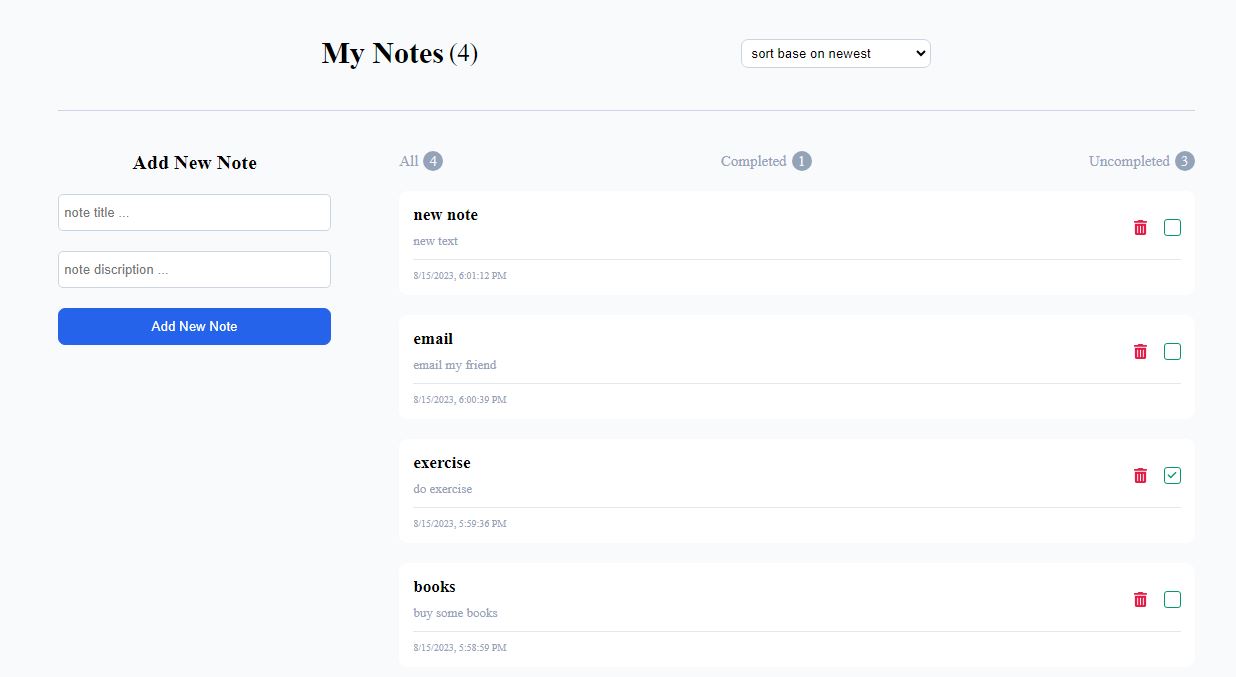 My Notes (4)
sort base on newest
Add New Note
note title ...
note discription ...
Add New Note
All 4
Completed 1
Uncompleted 3
new note
new text
8/15/2023, 6:01:12 PM
email
email my friend
8/15/2023, 6:00:39 PM
exercise
do exercise
8/15/2023, 5:59:36 PM
books
buy some books
8/15/2023, 5:58:59 PM